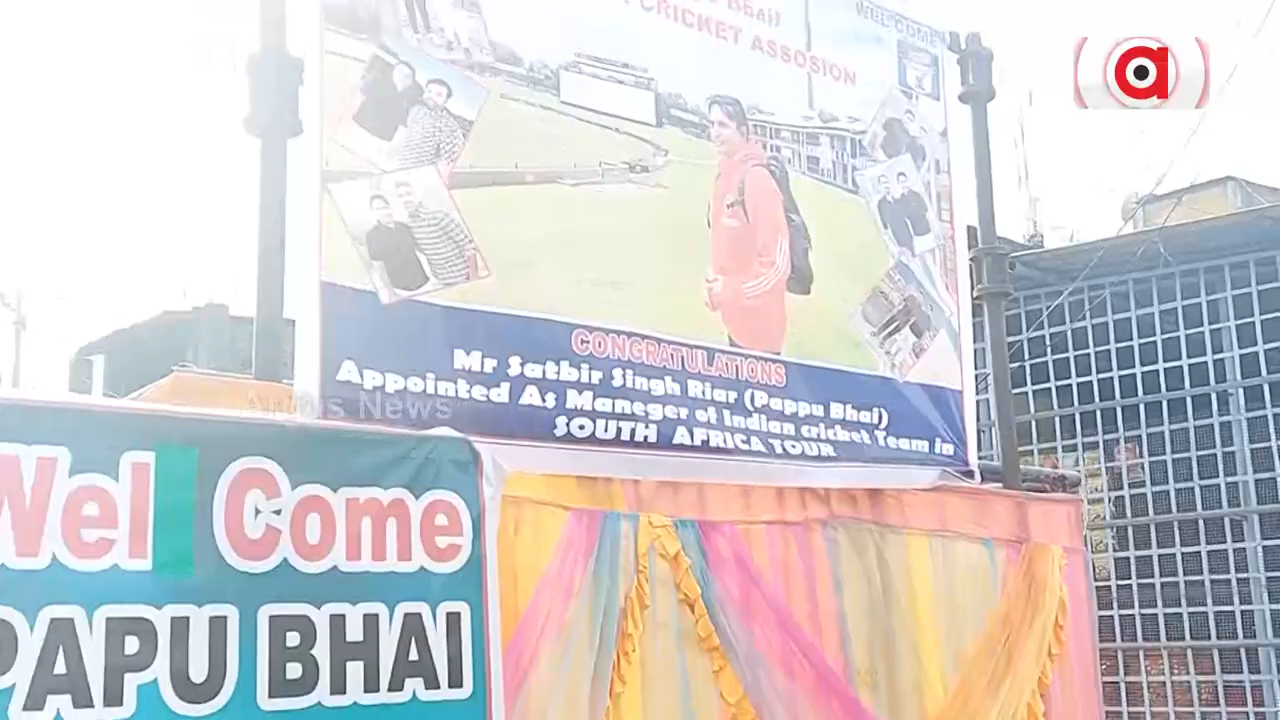 Bhai)
CRICKET ASSOSION
WEL COME
a
CONGRATULATIONS
Mr Satbir Singh Riar (Pappu Bhai)
Appointed As Maneger of Indian cricket Team in
SOUTH AFRICA TOUR
News
Wel Come
PAPU BHAI